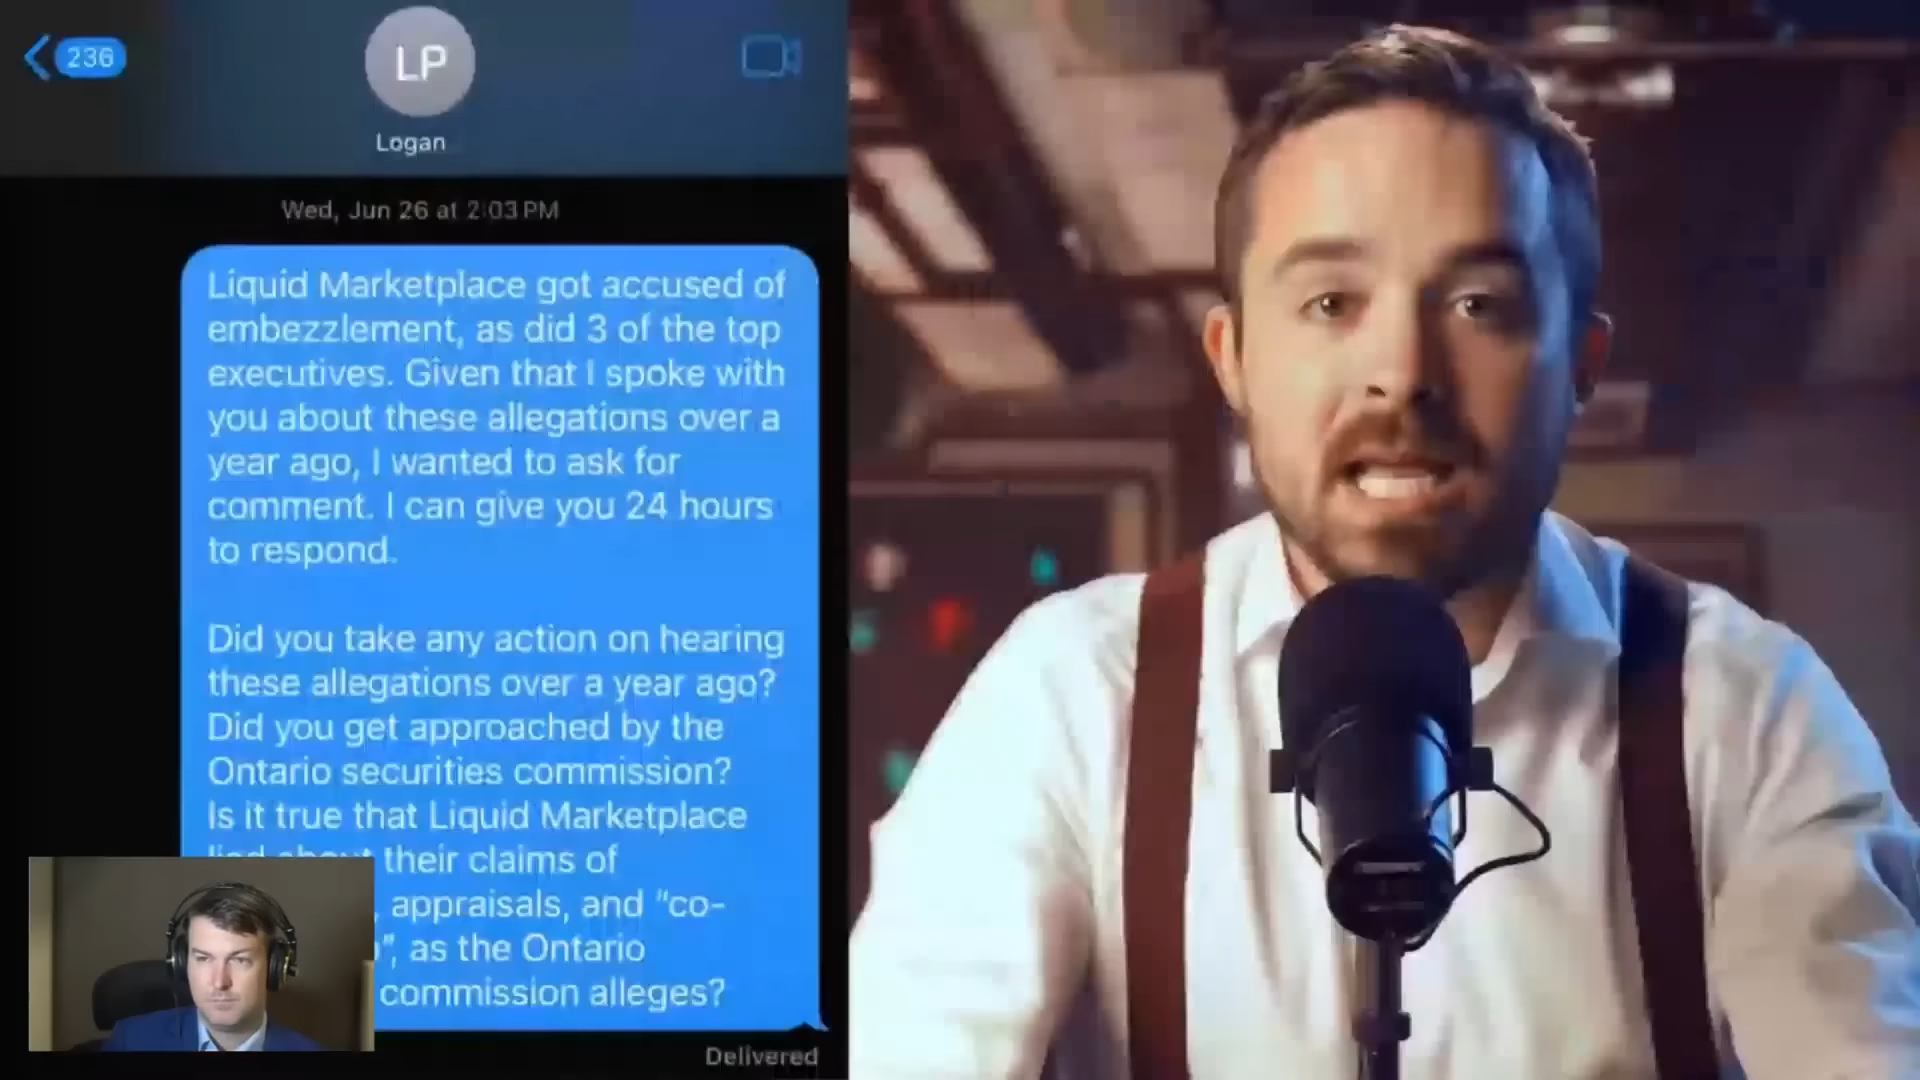 236
LP
Logan
Wed, Jun 26 at 2:03 PM
Liquid Marketplace got accused of
embezzlement, as did 3 of the top
executives. Given that I spoke with
you about these allegations over a
year ago, I wanted to ask for
comment. I can give you 24 hours
to respond.
Did you take any action on hearing
these allegations over a year ago?
Did you get approached by the
Ontario securities commission?
Is it true that Liquid Marketplace
lied about their claims of
, appraisals, and "co-
", as the Ontario
commission alleges?
Delivered